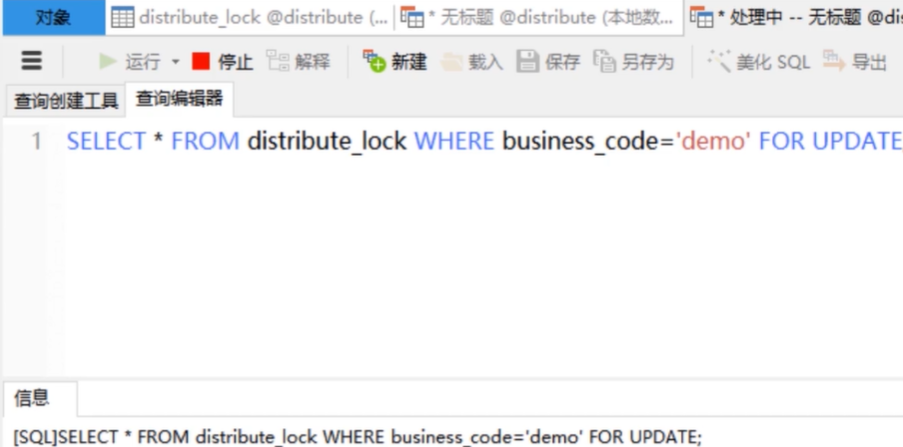 对象 distribute_lock @distribute (... * 无标题 @distribute (本地数... * 处理中 -- 无标题 @dis
运行 停止 解释 新建 载入 保存 另存为 美化 SQL 导出
查询创建工具 查询编辑器
1 SELECT * FROM distribute_lock WHERE business_code='demo' FOR UPDATE
信息
[SQL]SELECT * FROM distribute_lock WHERE business_code='demo' FOR UPDATE;